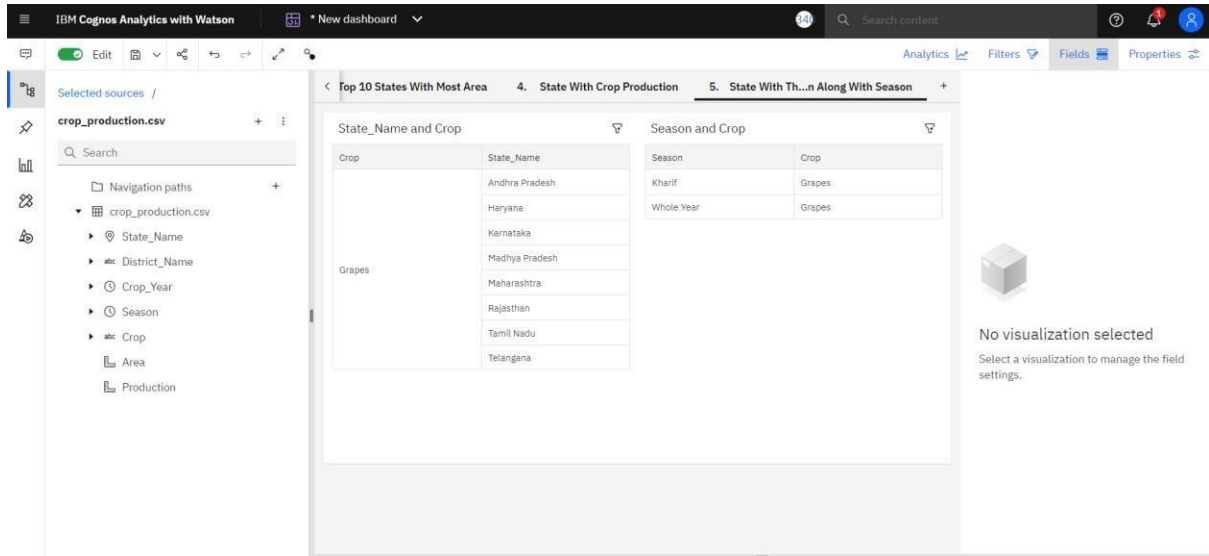 IBM Cognos Analytics with Watson
* New dashboard
340
Search content
1
Edit
Analytics
Filters
Fields
Properties
Selected sources /
crop_production.csv
Search
Navigation paths
crop_production.csv
State_Name
abc District_Name
Crop_Year
Season
abc Crop
Area
Production
Top 10 States With Most Area
4. State With Crop Production
5. State With Th...n Along With Season
State_Name and Crop
Crop State_Name
Grapes
Andhra Pradesh
Haryana
Karnataka
Madhya Pradesh
Maharashtra
Rajasthan
Tamil Nadu
Telangana
Season and Crop
Season Crop
Kharif Grapes
Whole Year Grapes
No visualization selected
Select a visualization to manage the field
settings.